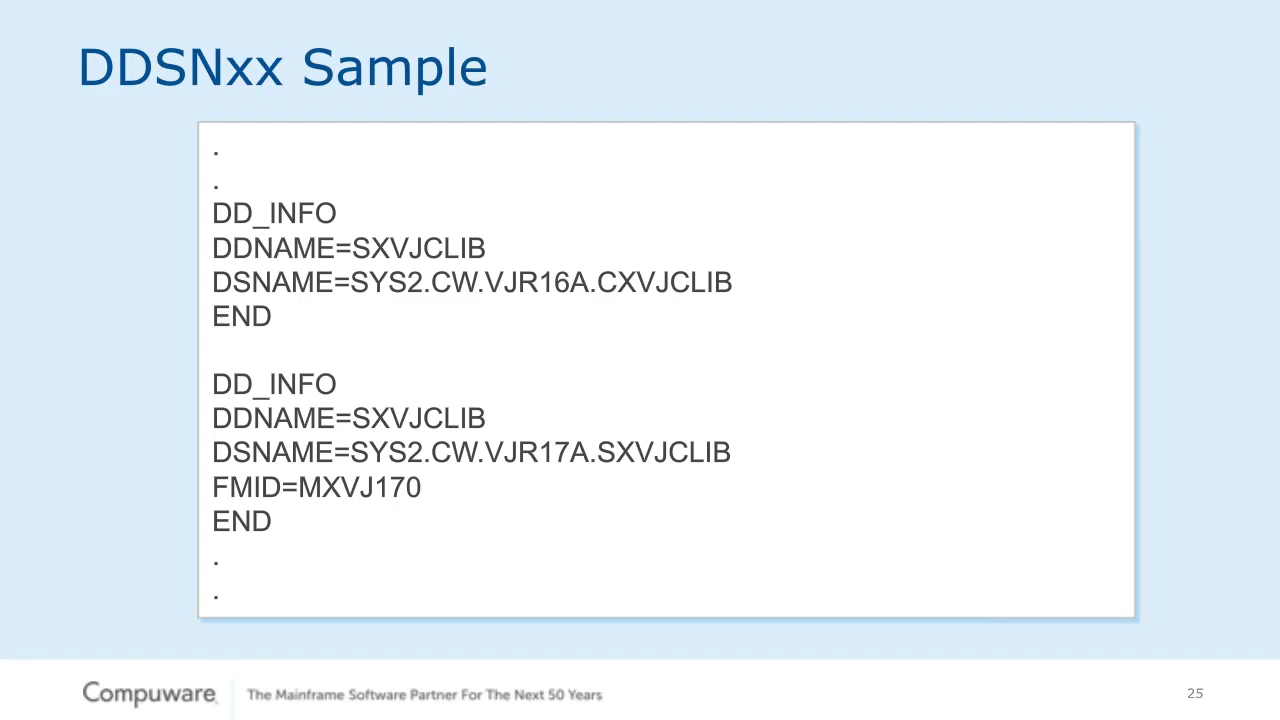 DDSNxx Sample
.
.
DD_INFO
DDNAME=SXVJCLIB
DSNAME=SYS2.CW.VJR16A.CXVJCLIB
END
DD_INFO
DDNAME=SXVJCLIB
DSNAME=SYS2.CW.VJR17A.SXVJCLIB
FMID=MXVJ170
END
.
.
Compuware.
The Mainframe Software Partner For The Next 50 Years
25